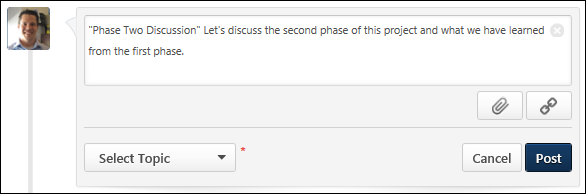 "Phase Two Discussion" Let's discuss the second phase of this project and what we have learned
from the first phase.
Select Topic *
Cancel
Post